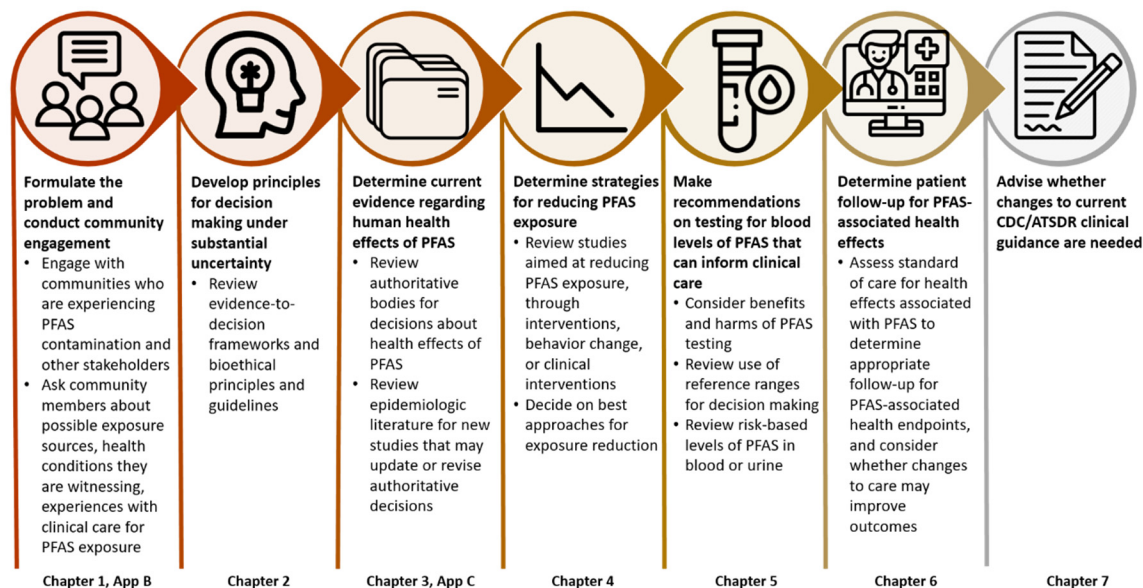 Formulate the
problem and
conduct community
engagement
• Engage with
communities who
are experiencing
PFAS
contamination and
other stakeholders
• Ask community
members about
possible exposure
sources, health
conditions they
are witnessing,
experiences with
clinical care for
PFAS exposure
Chapter 1, App B
Develop principles
for decision
making under
substantial
uncertainty
• Review
evidence-to-
decision
frameworks and
bioethical
principles and
guidelines
Chapter 2
Determine current
evidence regarding
human health
effects of PFAS
• Review
authoritative
bodies for
decisions about
health effects of
PFAS
• Review
epidemiologic
literature for new
studies that may
update or revise
authoritative
decisions
Chapter 3, App C
Determine strategies
for reducing PFAS
exposure
• Review studies
aimed at reducing
PFAS exposure,
through
interventions,
behavior change,
or clinical
interventions
• Decide on best
approaches for
exposure reduction
Chapter 4
Make
recommendations
on testing for blood
levels of PFAS that
can inform clinical
care
• Consider benefits
and harms of PFAS
testing
• Review use of
reference ranges
for decision making
• Review risk-based
levels of PFAS in
blood or urine
Chapter 5
Determine patient
follow-up for PFAS-
associated health
effects
• Assess standard
of care for health
effects associated
with PFAS to
determine
appropriate
follow-up for
PFAS-associated
health endpoints,
and consider
whether changes
to care may
improve
outcomes
Chapter 6
Advise whether
changes to current
CDC/ATSDR clinical
guidance are needed
Chapter 7